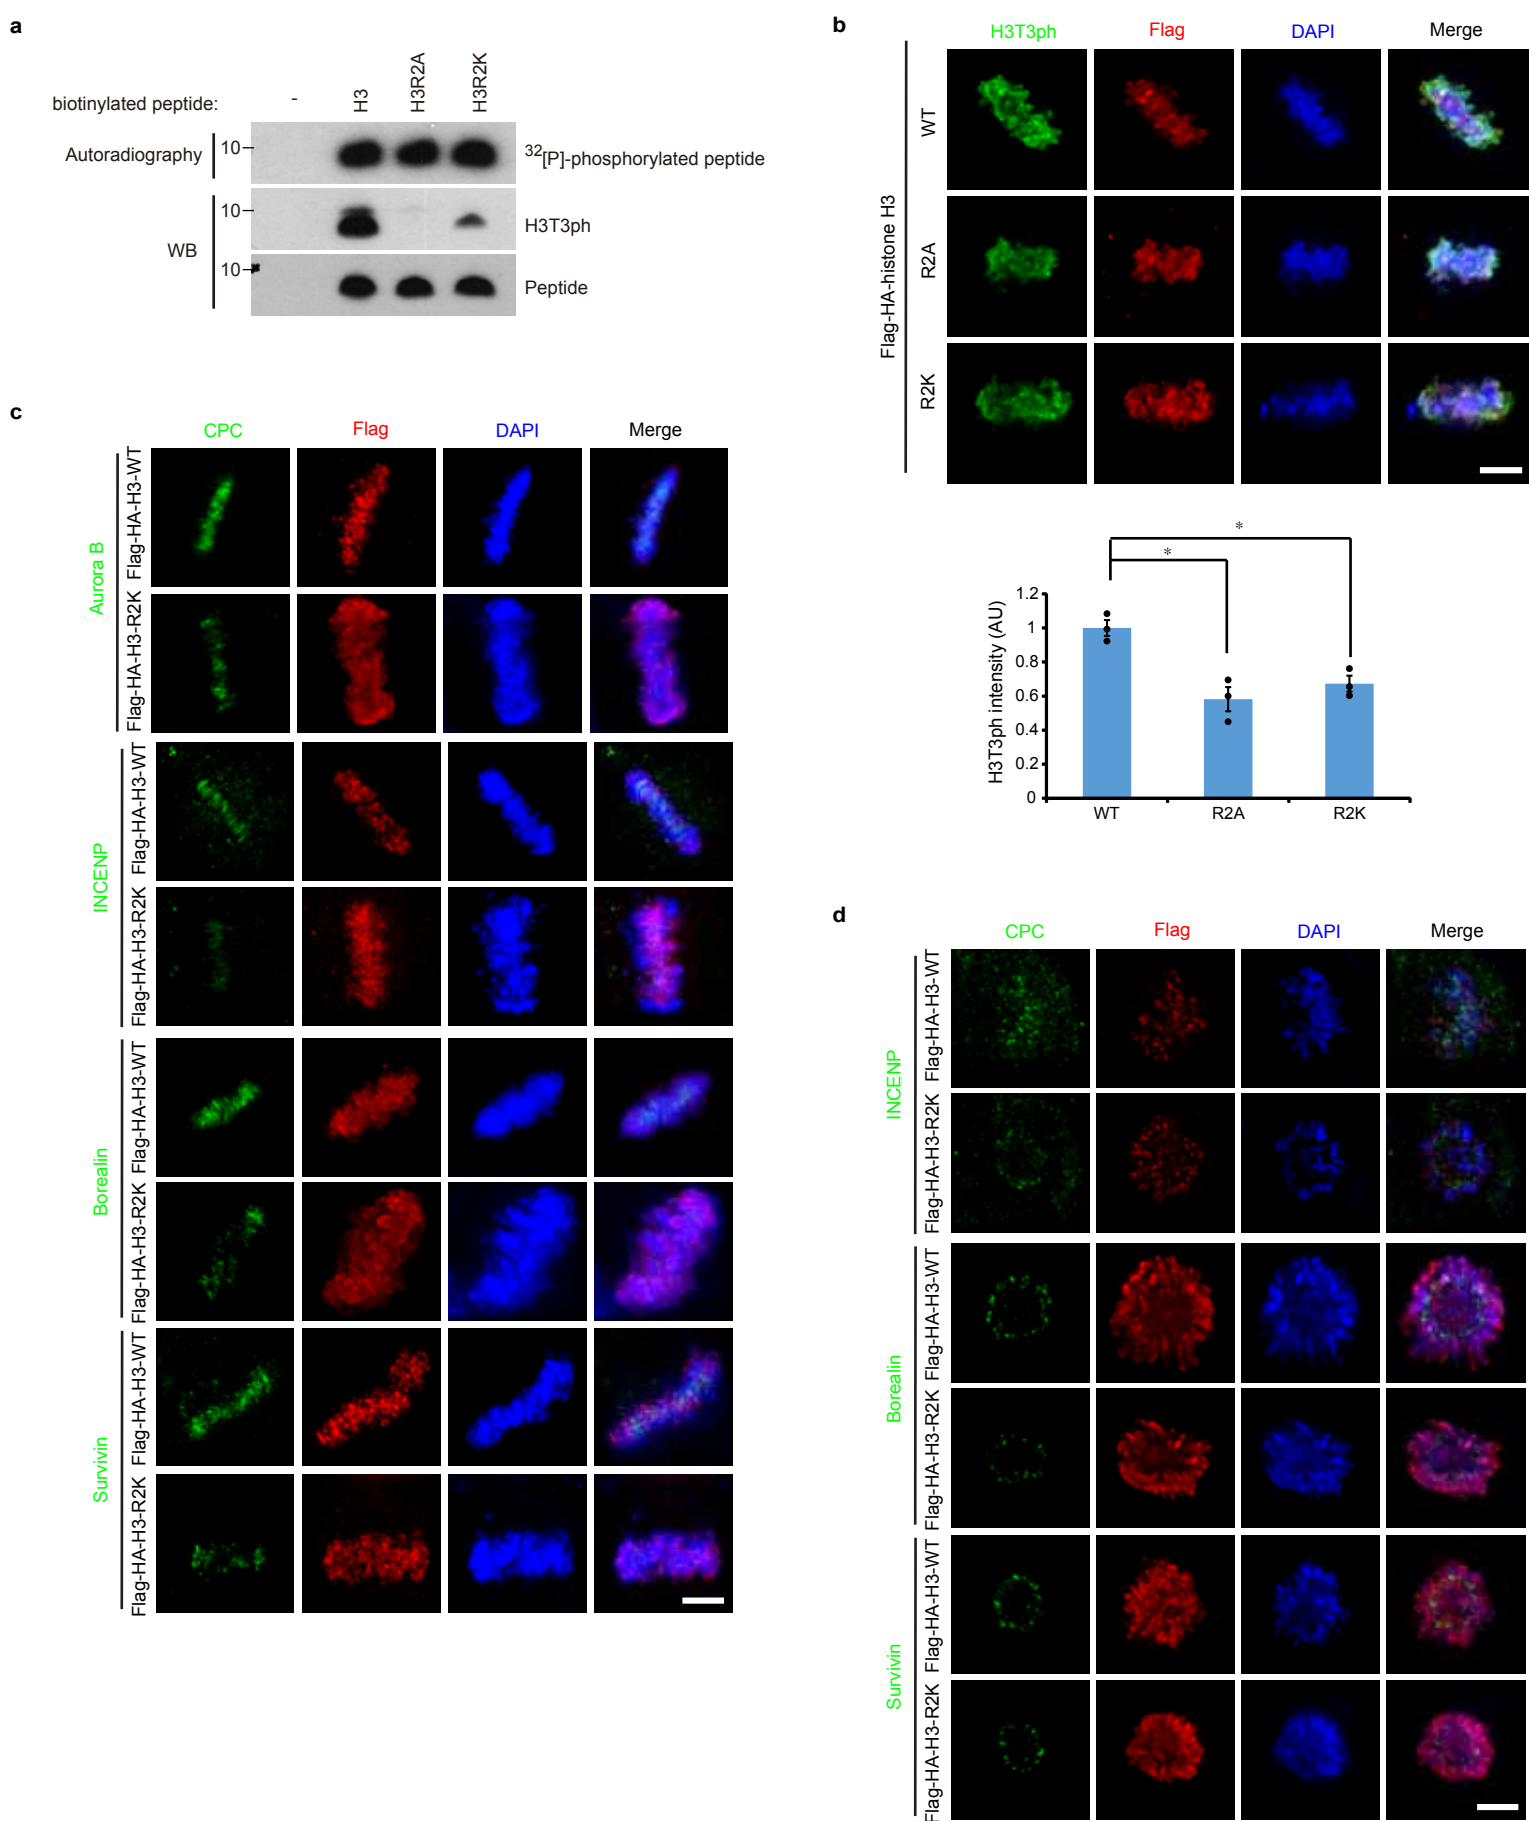 a
biotinylated peptide:
-
H3
H3R2A
H3R2K
Autoradiography
10
32[P]-phosphorylated peptide
WB
10
H3T3ph
10
Peptide
b
H3T3ph Flag DAPI Merge
Flag-HA-histone H3
WT
R2A
R2K
* 
*
H3T3ph intensity (AU)
1.2
1
0.8
0.6
0.4
0.2
0
WT R2A R2K
c
CPC Flag DAPI Merge
Aurora B
Flag-HA-H3-WT
Flag-HA-H3-R2K
INCENP
Flag-HA-H3-WT
Flag-HA-H3-R2K
Borealin
Flag-HA-H3-WT
Flag-HA-H3-R2K
Survivin
Flag-HA-H3-WT
Flag-HA-H3-R2K
d
CPC Flag DAPI Merge
INCENP
Flag-HA-H3-WT
Flag-HA-H3-R2K
Borealin
Flag-HA-H3-WT
Flag-HA-H3-R2K
Survivin
Flag-HA-H3-WT
Flag-HA-H3-R2K